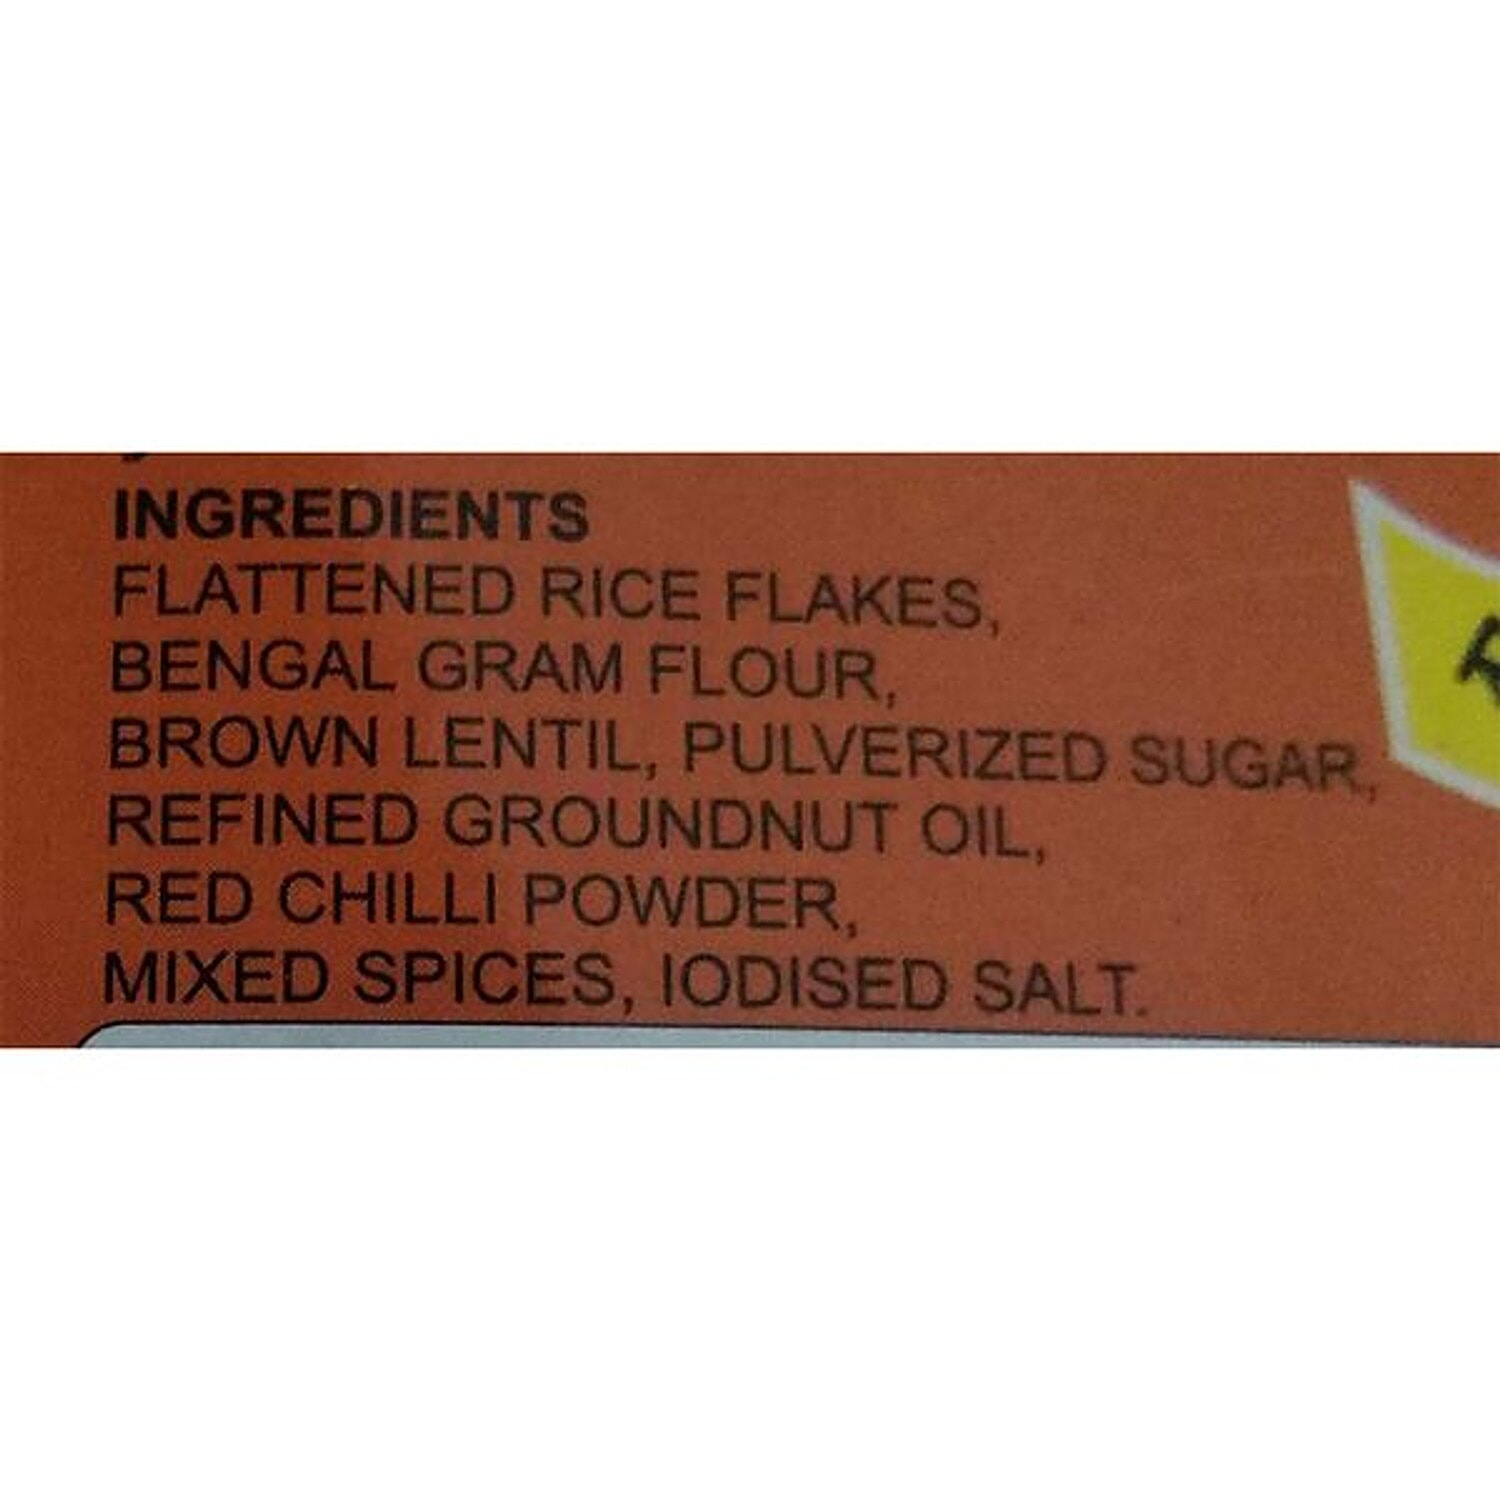 INGREDIENTS
FLATTENED RICE FLAKES,
BENGAL GRAM FLOUR,
BROWN LENTIL, PULVERIZED SUGAR,
REFINED GROUNDNUT OIL,
RED CHILLI POWDER,
MIXED SPICES, IODISED SALT.